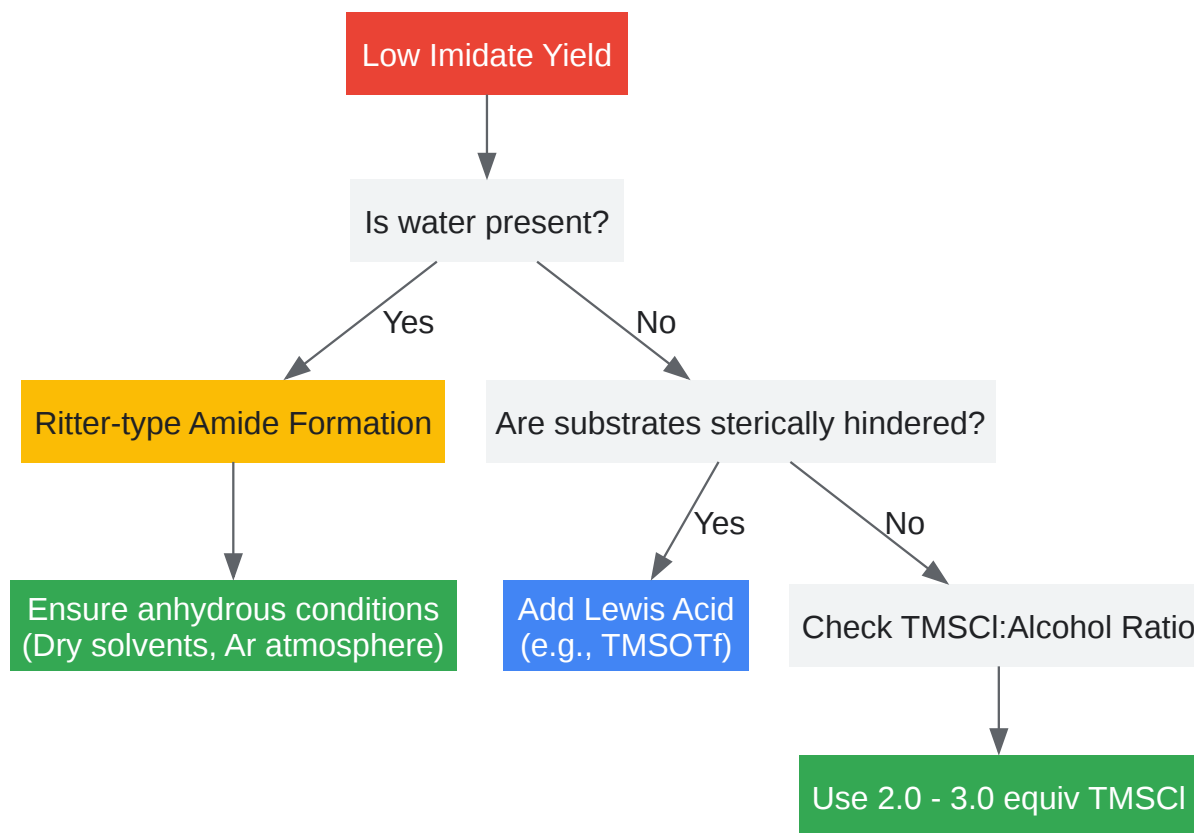 Low Imidate Yield
Is water present?
Yes
No
Ritter-type Amide Formation
Are substrates sterically hindered?
Yes
No
Ensure anhydrous conditions
(Dry solvents, Ar atmosphere)
Add Lewis Acid
(e.g., TMSOTf)
Check TMSCl:Alcohol Ratio
Use 2.0 - 3.0 equiv TMSCl